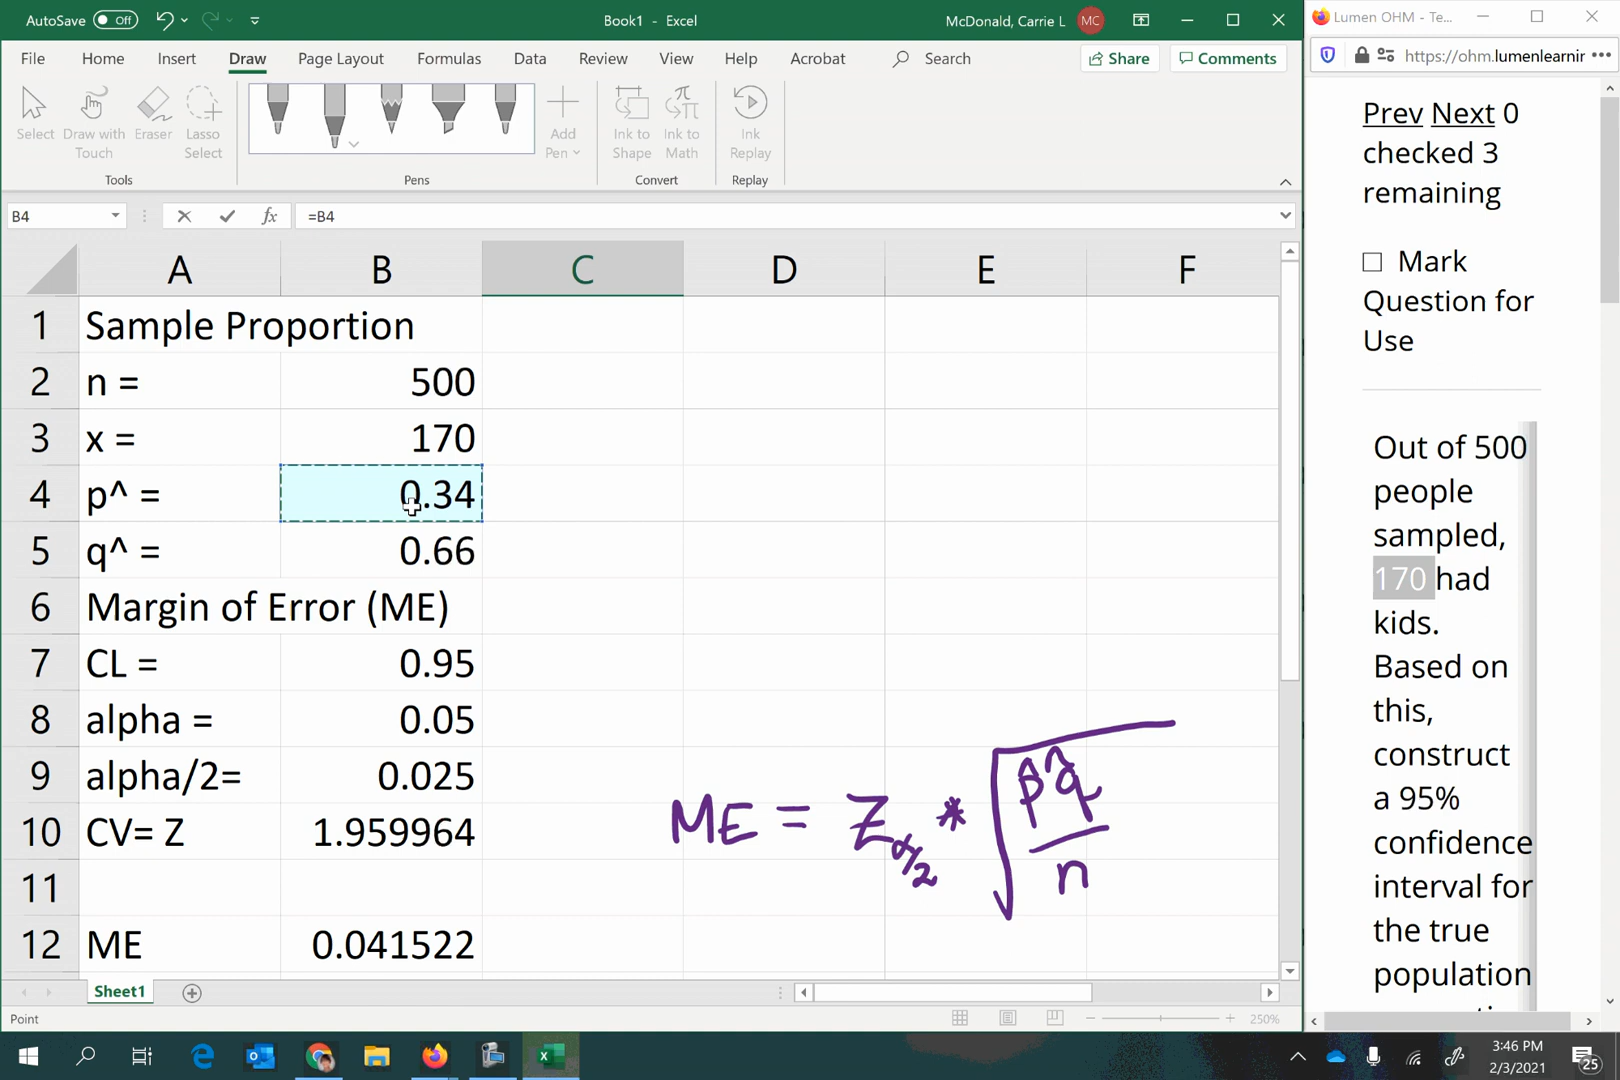 AutoSave Off
Book1 - Excel
McDonald, Carrie L MC
File Home Insert Draw Page Layout Formulas Data Review View Help Acrobat Search Share Comments
Select
Draw with Touch
Eraser
Lasso Select
Tools
Pens
Add Pen
Ink to Shape
Ink to Math
Convert
Ink Replay
Replay
B4 fx =B4
A B C D E F
1 Sample Proportion
2 n = 500
3 x = 170
4 p^ = 0.34
5 q^ = 0.66
6 Margin of Error (ME)
7 CL = 0.95
8 alpha = 0.05
9 alpha/2= 0.025
10 CV= Z 1.959964
11
12 ME 0.041522
ME = Z α/2 * √ p̂ q̂ / n
Sheet1
Point
250%
Lumen OHM - Te...
https://ohm.lumenlearnir
Prev Next 0
checked 3
remaining
Mark
Question for
Use
Out of 500
people
sampled,
170 had
kids.
Based on
this,
construct
a 95%
confidence
interval for
the true
population
3:46 PM
2/3/2021
25